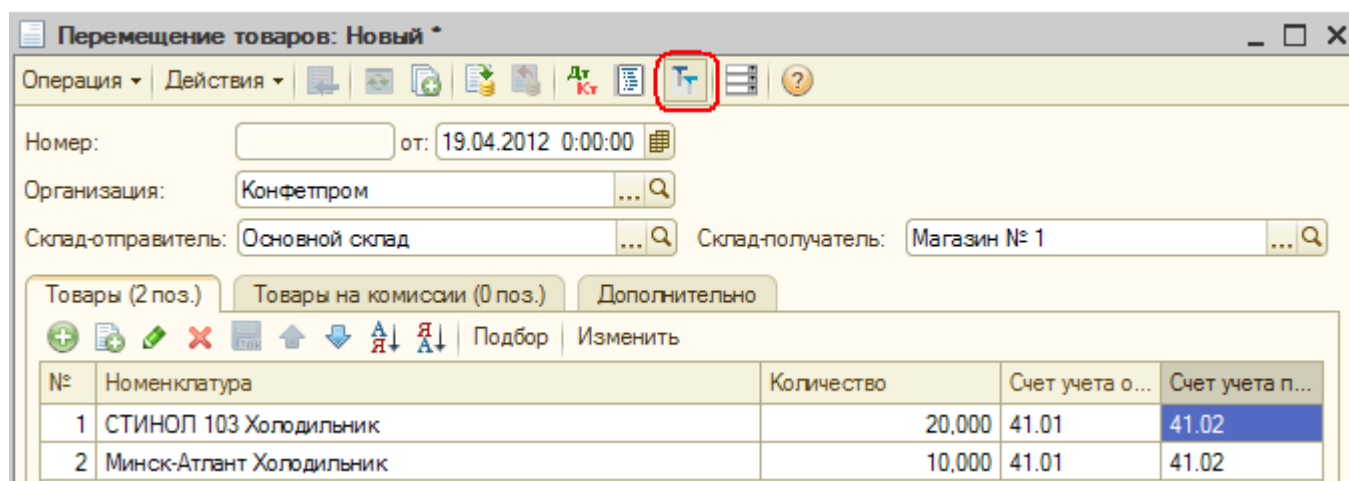 Перемещение товаров: Новый *
Операция Действия Дт Кт Тт ?
Номер: от: 19.04.2012 0:00:00
Организация: Конфетпром ...
Склад-отправитель: Основной склад ... Склад-получатель: Магазин № 1 ...
Товары (2 поз.) Товары на комиссии (0 поз.) Дополнительно
А Я Я А Подбор Изменить
№ Номенклатура Количество Счет учета о... Счет учета п...
1 СТИНОЛ 103 Холодильник 20,000 41.01 41.02
2 Минск-Атлант Холодильник 10,000 41.01 41.02